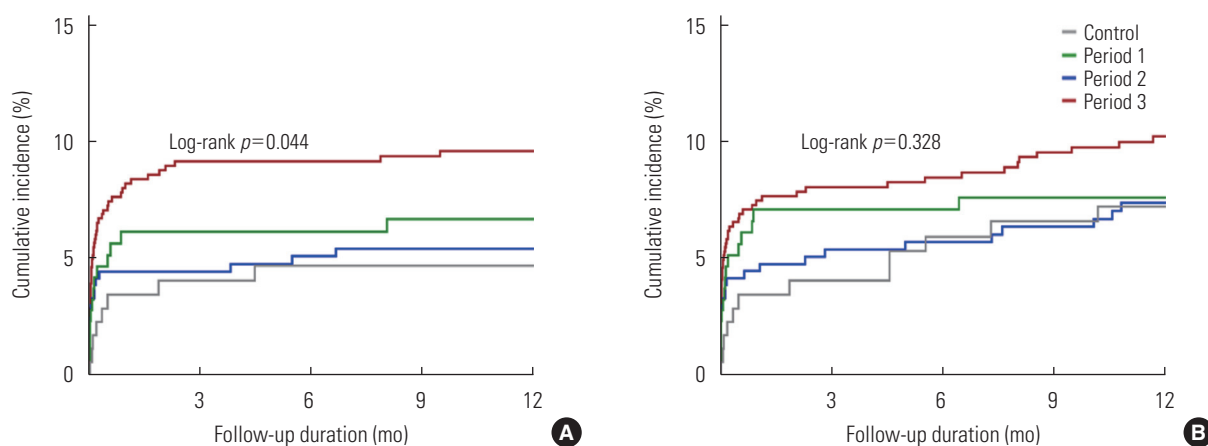 15
10
5
0
Cumulative incidence (%)
Log-rank p=0.044
3
6
9
12
Follow-up duration (mo)
A
15
10
5
0
Cumulative incidence (%)
Log-rank p=0.328
Control
Period 1
Period 2
Period 3
3
6
9
12
Follow-up duration (mo)
B